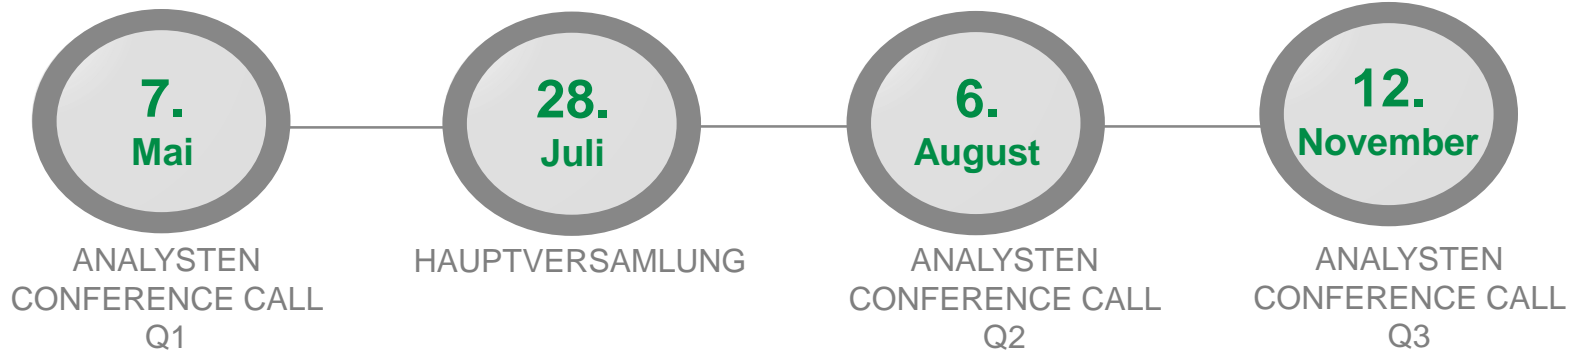 7.
Mai
ANALYSTEN
CONFERENCE CALL
Q1
28.
Juli
HAUPTVERSAMLUNG
6.
August
ANALYSTEN
CONFERENCE CALL
Q2
12.
November
ANALYSTEN
CONFERENCE CALL
Q3